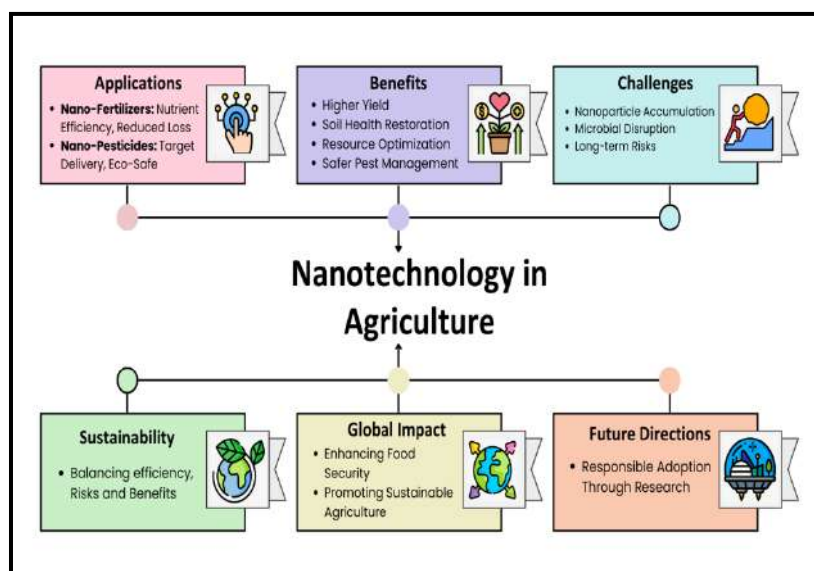 Applications
• Nano-Fertilizers: Nutrient
Efficiency, Reduced Loss
• Nano-Pesticides: Target
Delivery, Eco-Safe
Benefits
• Higher Yield
• Soil Health Restoration
• Resource Optimization
• Safer Pest Management
Challenges
• Nanoparticle Accumulation
• Microbial Disruption
• Long-term Risks
Nanotechnology in
Agriculture
Sustainability
• Balancing efficiency,
Risks and Benefits
Global Impact
• Enhancing Food
Security
• Promoting Sustainable
Agriculture
Future Directions
• Responsible Adoption
Through Research